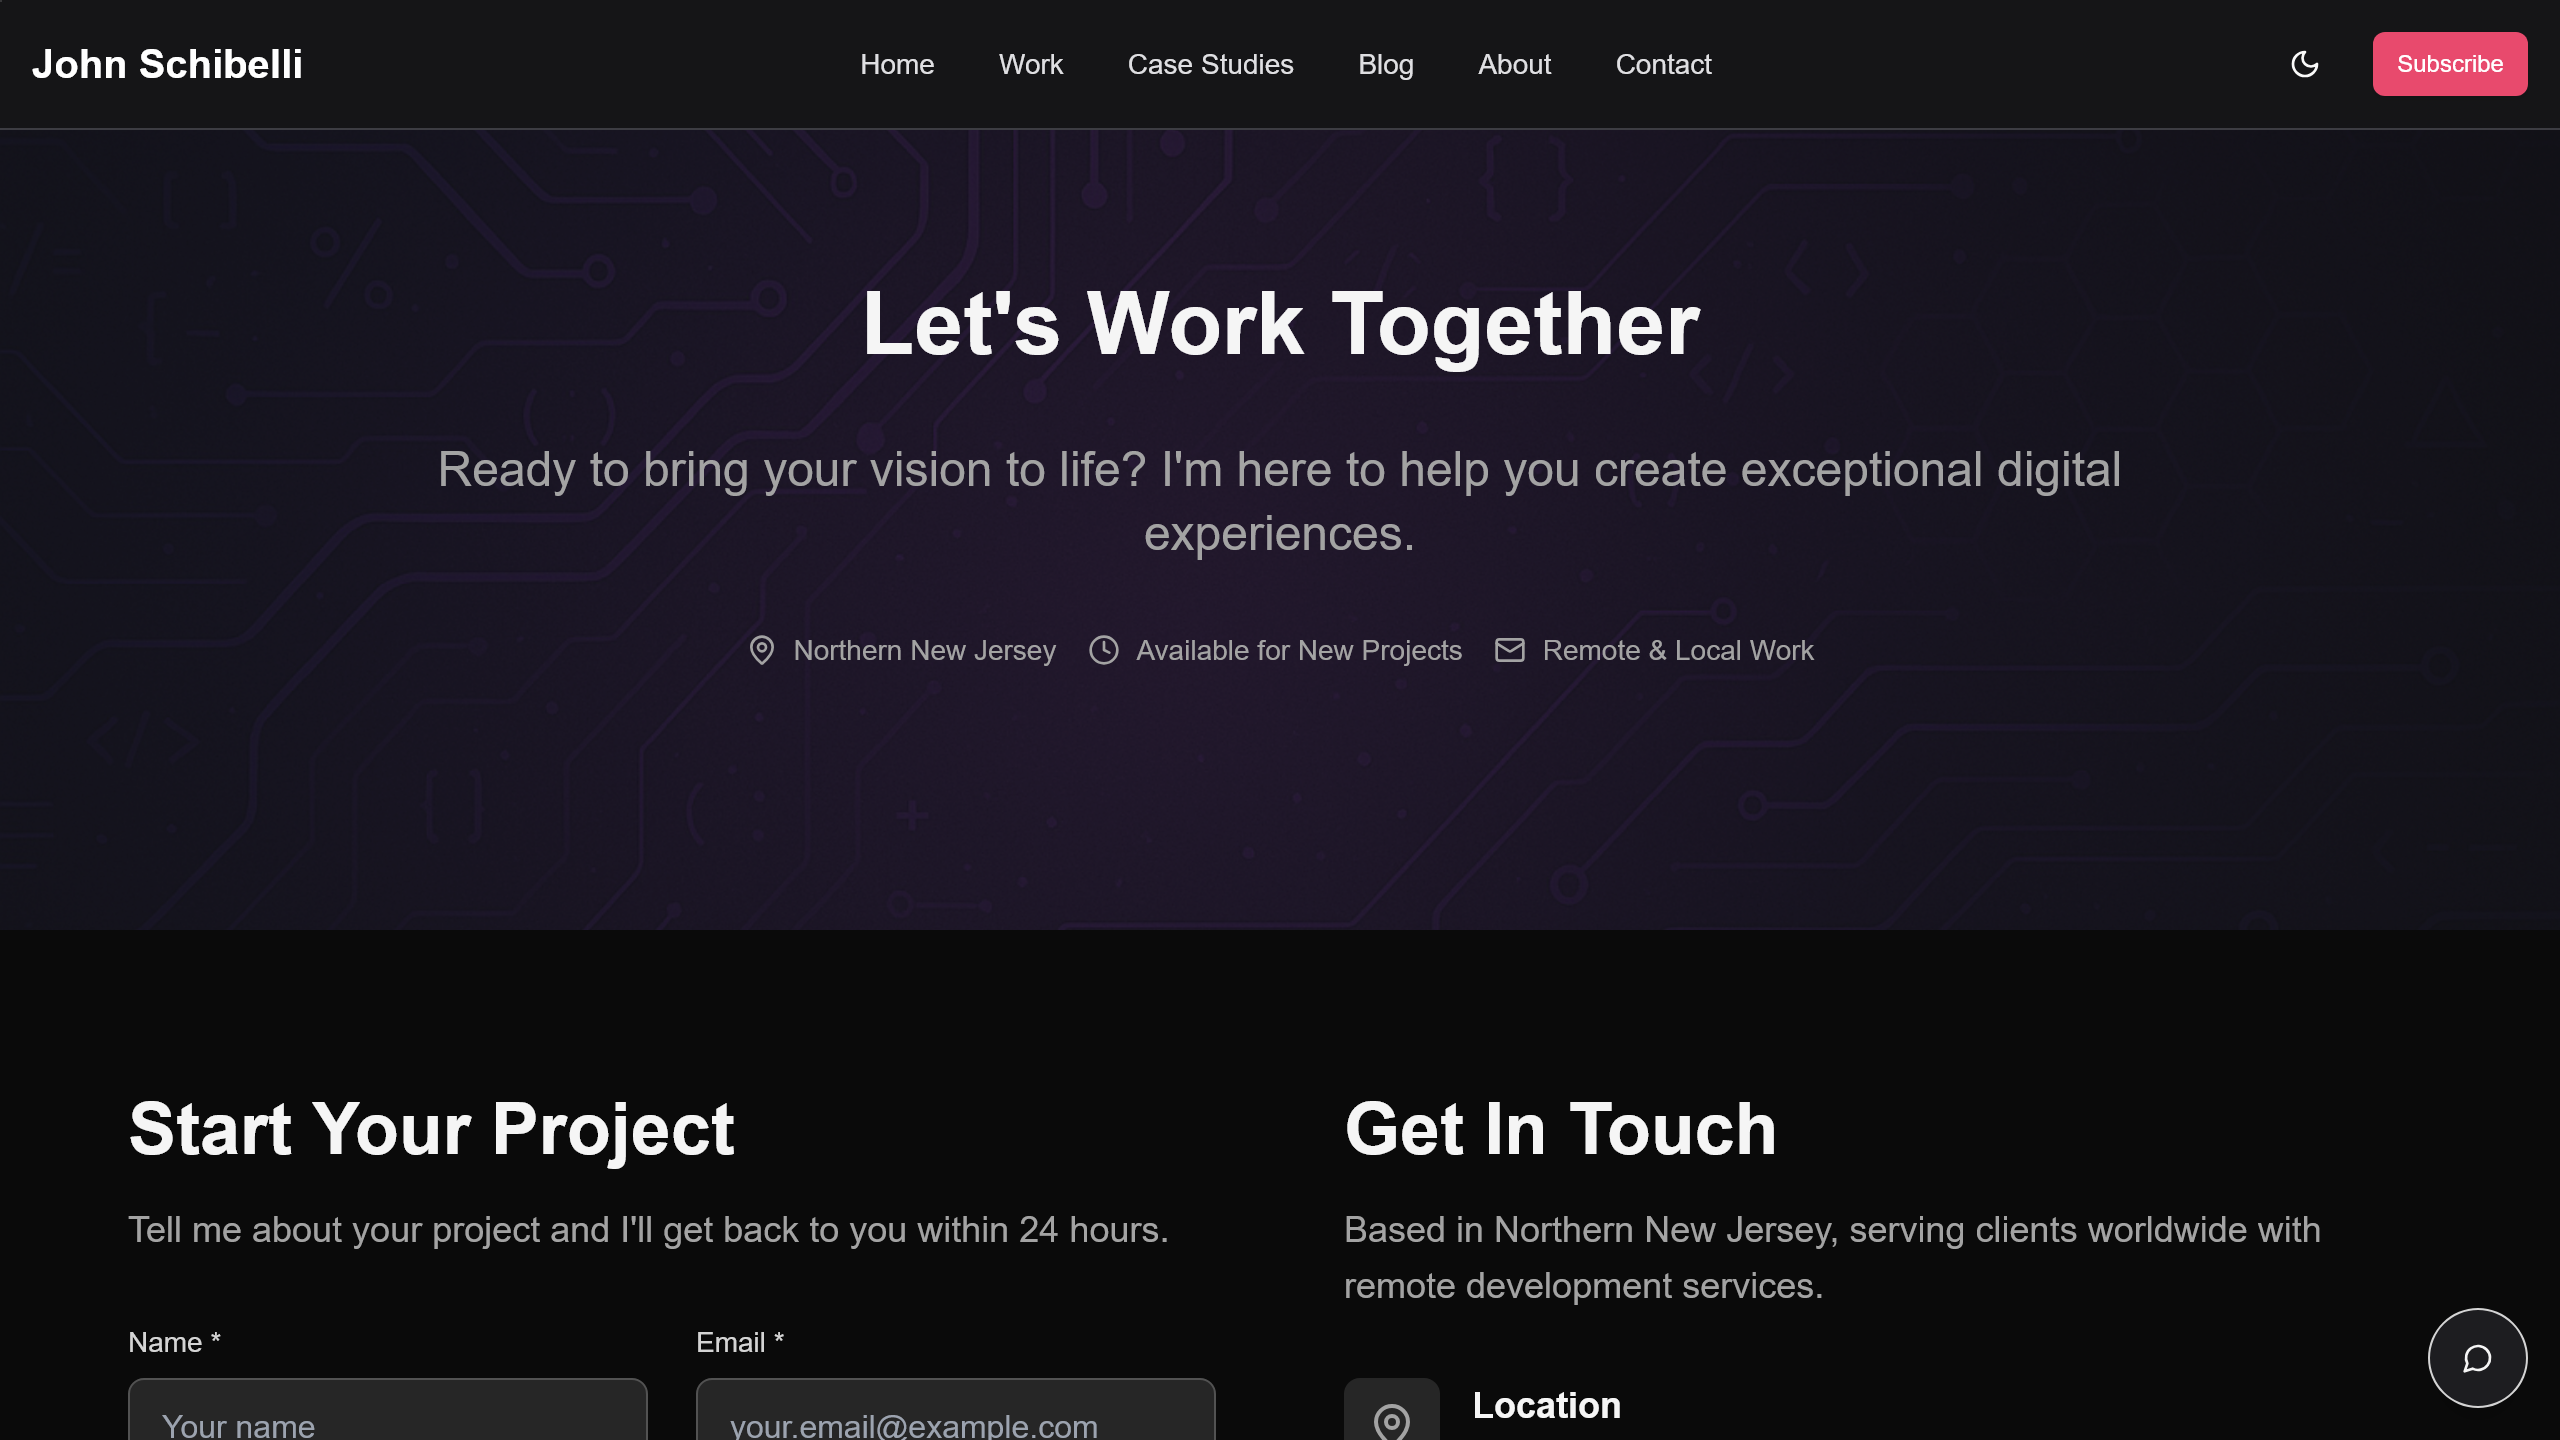 John Schibelli
Home
Work
Case Studies
Blog
About
Contact
Subscribe
Let's Work Together
Ready to bring your vision to life? I'm here to help you create exceptional digital
experiences.
Northern New Jersey
Available for New Projects
Remote & Local Work
Start Your Project
Tell me about your project and I'll get back to you within 24 hours.
Name *
Your name
Email *
your.email@example.com
Get In Touch
Based in Northern New Jersey, serving clients worldwide with
remote development services.
Location